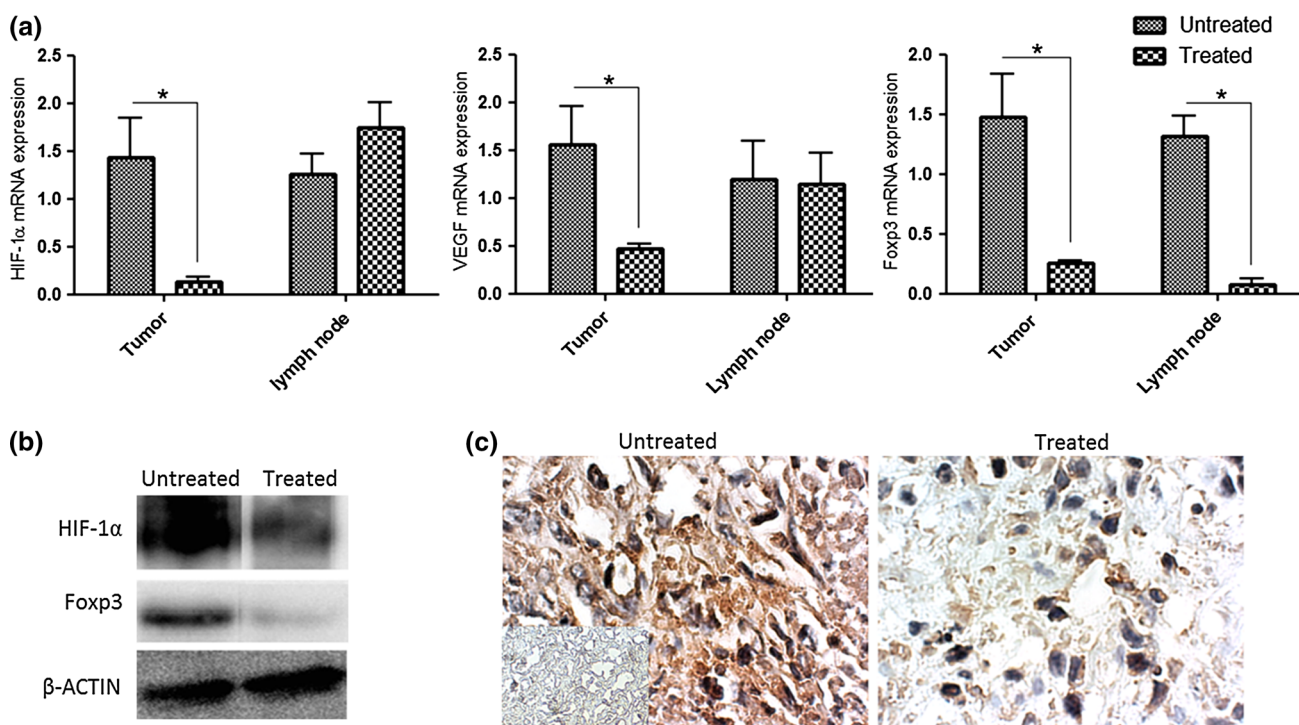 (a)
Untreated
Treated
HIF-1α mRNA expression
2.5
2.0
1.5
1.0
0.5
0.0
*
Tumor
lymph node
VEGF mRNA expression
2.5
2.0
1.5
1.0
0.5
0.0
*
Tumor
Lymph node
Foxp3 mRNA expression
2.0
1.5
1.0
0.5
0.0
*
*
Tumor
Lymph node
(b)
Untreated Treated
HIF-1α
Foxp3
β-ACTIN
(c)
Untreated
Treated